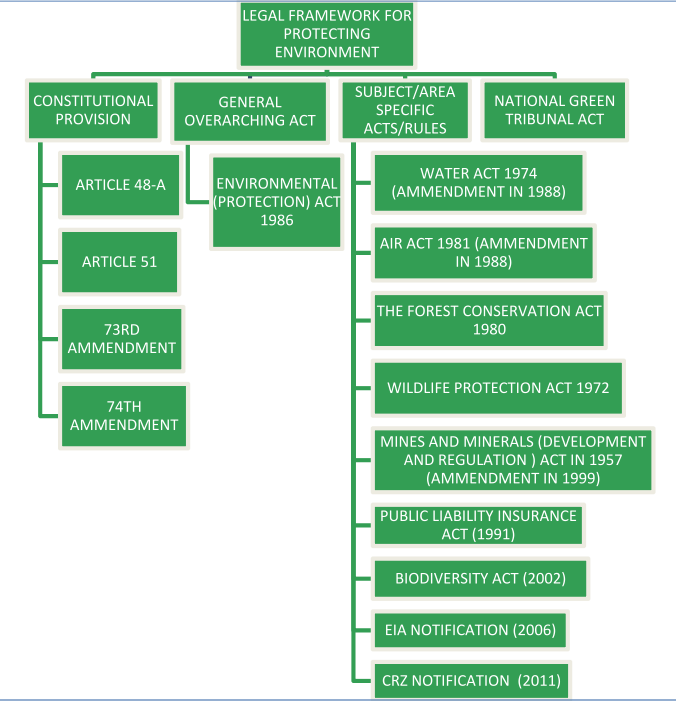 LEGAL FRAMEWORK FOR
PROTECTING
ENVIRONMENT
CONSTITUTIONAL
PROVISION
ARTICLE 48-A
ARTICLE 51
73RD
AMMENDMENT
74TH
AMMENDMENT
GENERAL
OVERARCHING ACT
ENVIRONMENTAL
(PROTECTION) ACT
1986
SUBJECT/AREA
SPECIFIC
ACTS/RULES
WATER ACT 1974
(AMMENDMENT IN 1988)
AIR ACT 1981 (AMMENDMENT
IN 1988)
THE FOREST CONSERVATION ACT
1980
WILDLIFE PROTECTION ACT 1972
MINES AND MINERALS (DEVELOPMENT
AND REGULATION ) ACT IN 1957
(AMMENDMENT IN 1999)
PUBLIC LIABILITY INSURANCE
ACT (1991)
BIODIVERSITY ACT (2002)
EIA NOTIFICATION (2006)
CRZ NOTIFICATION (2011)
NATIONAL GREEN
TRIBUNAL ACT